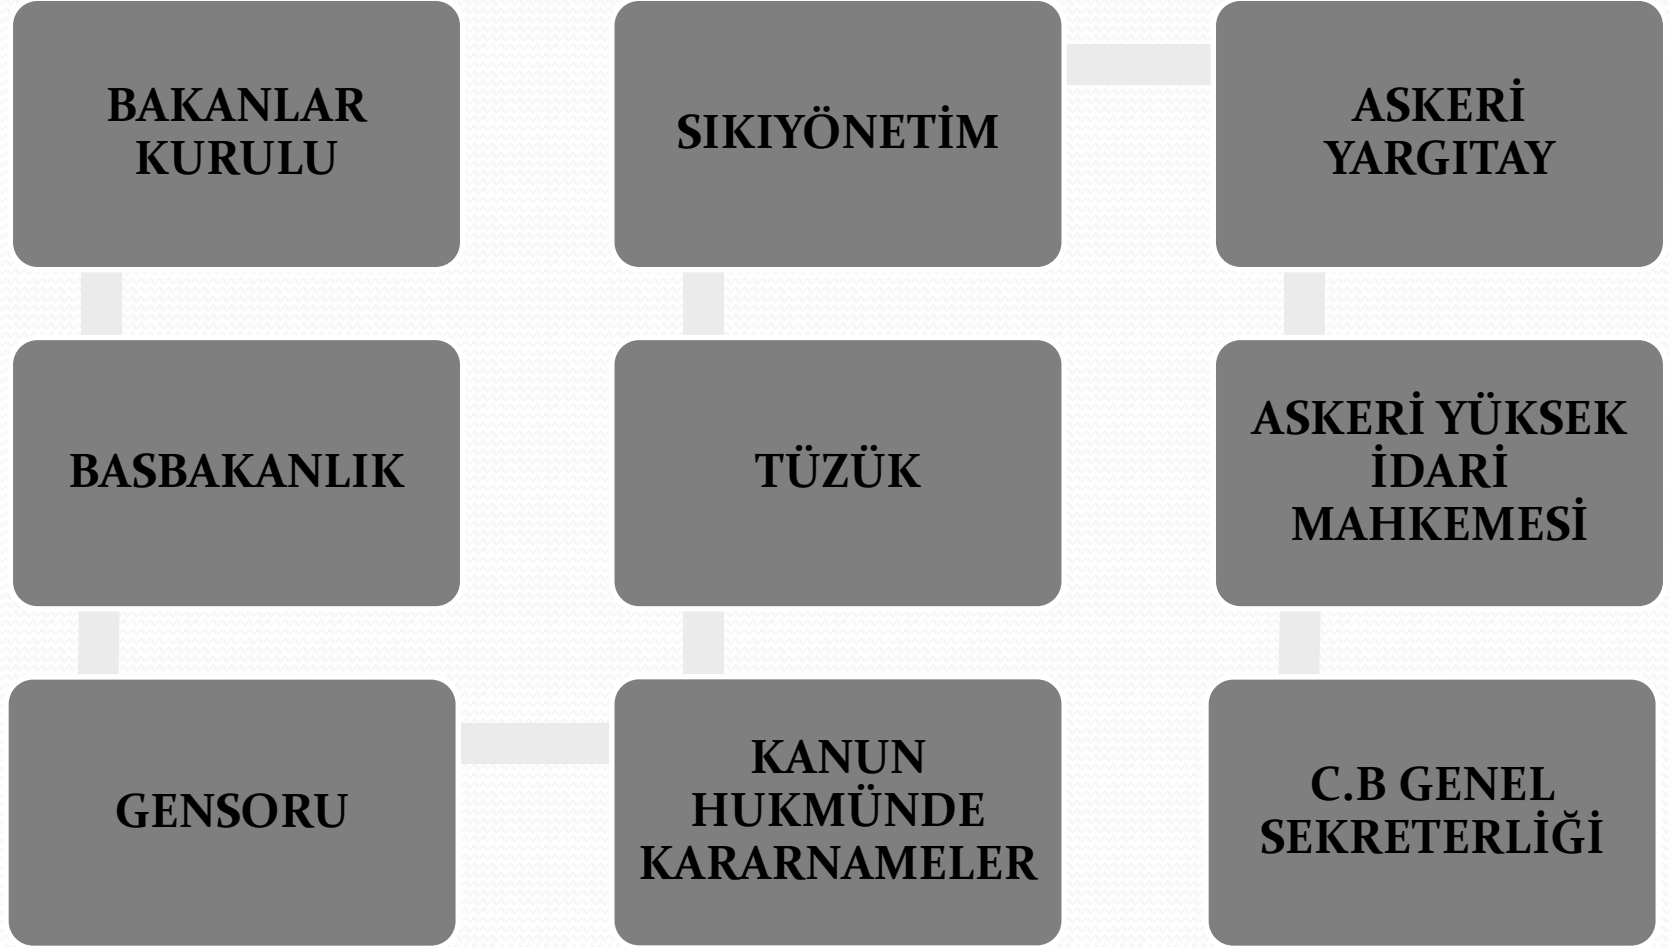 BAKANLAR
KURULU
BASBAKANLIK
GENSORU
KANUN
HUKMÜNDE
KARARNAMELER
TÜZÜK
SIKIYÖNETİM
ASKERİ
YARGITAY
ASKERİ YÜKSEK
İDARİ
MAHKEMESİ
C.B GENEL
SEKRETERLİĞİ